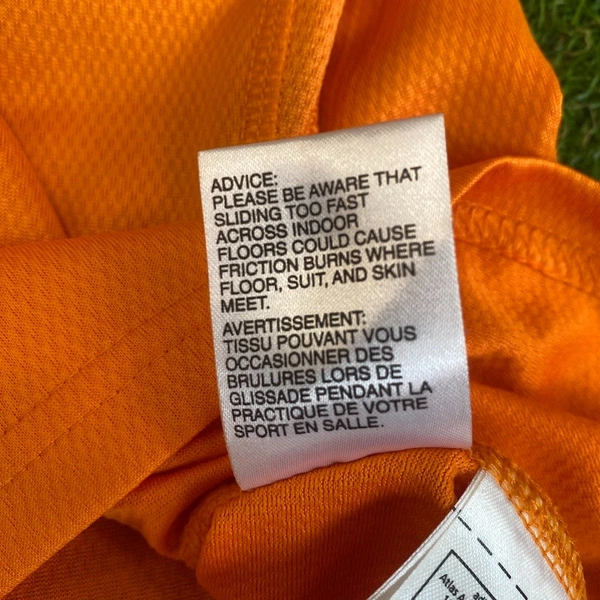 ADVICE:
PLEASE BE AWARE THAT
SLIDING TOO FAST
ACROSS INDOOR
FLOORS COULD CAUSE
FRICTION BURNS WHERE
FLOOR, SUIT, AND SKIN
MEET.
AVERTISSEMENT:
TISSU POUVANT VOUS
OCCASIONNER DES
BRULURES LORS DE
GLISSADE PENDANT LA
PRACTIQUE DE VOTRE
SPORT EN SALLE.
ad
Atlas A